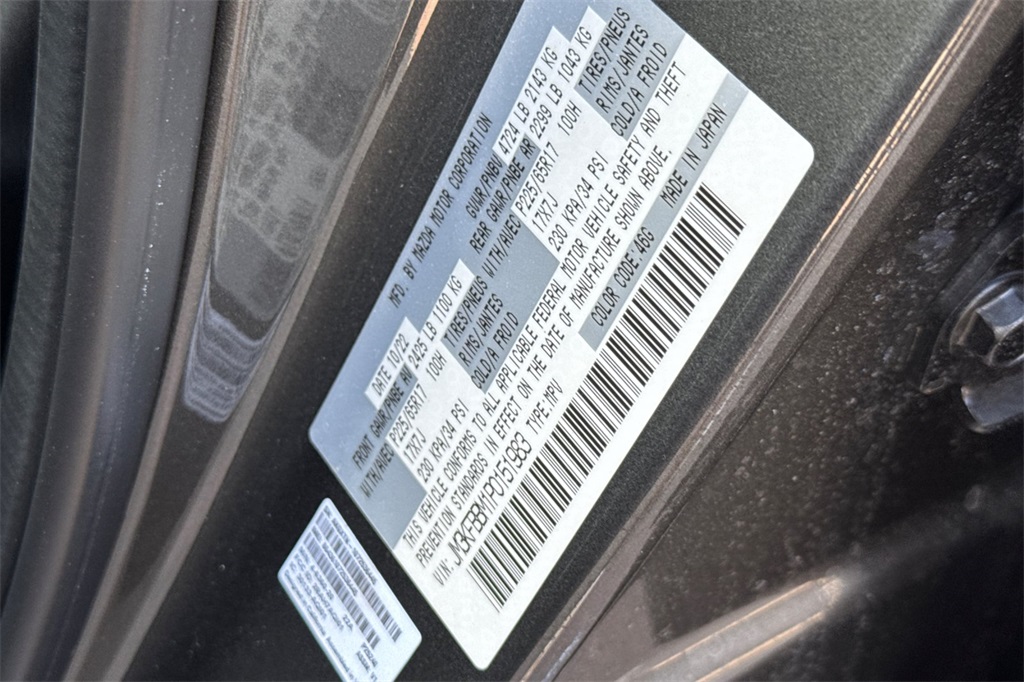 MFD. BY MAZDA MOTOR CORPORATION
DATE 10/22 GVWR/PNBV 4724 LB 2143 KG
FRONT GAWR/PNBE AV 2425 LB 1100 KG REAR GAWR/PNBE AR 2299 LB 1043 KG
WITH/AVEC P225/65R17 100H TIRES/PNEUS WITH/AVEC P225/65R17 100H TIRES/PNEUS
17X7J RIMS/JANTES 17X7J RIMS/JANTES
230 KPA/34 PSI COLD/A FROID 230 KPA/34 PSI COLD/A FROID
THIS VEHICLE CONFORMS TO ALL APPLICABLE FEDERAL MOTOR VEHICLE SAFETY AND THEFT
PREVENTION STANDARDS IN EFFECT ON THE DATE OF MANUFACTURE SHOWN ABOVE.
VIN: JM3KFBBM1P0151983 TYPE:MPV COLOR CODE:46G MADE IN JAPAN